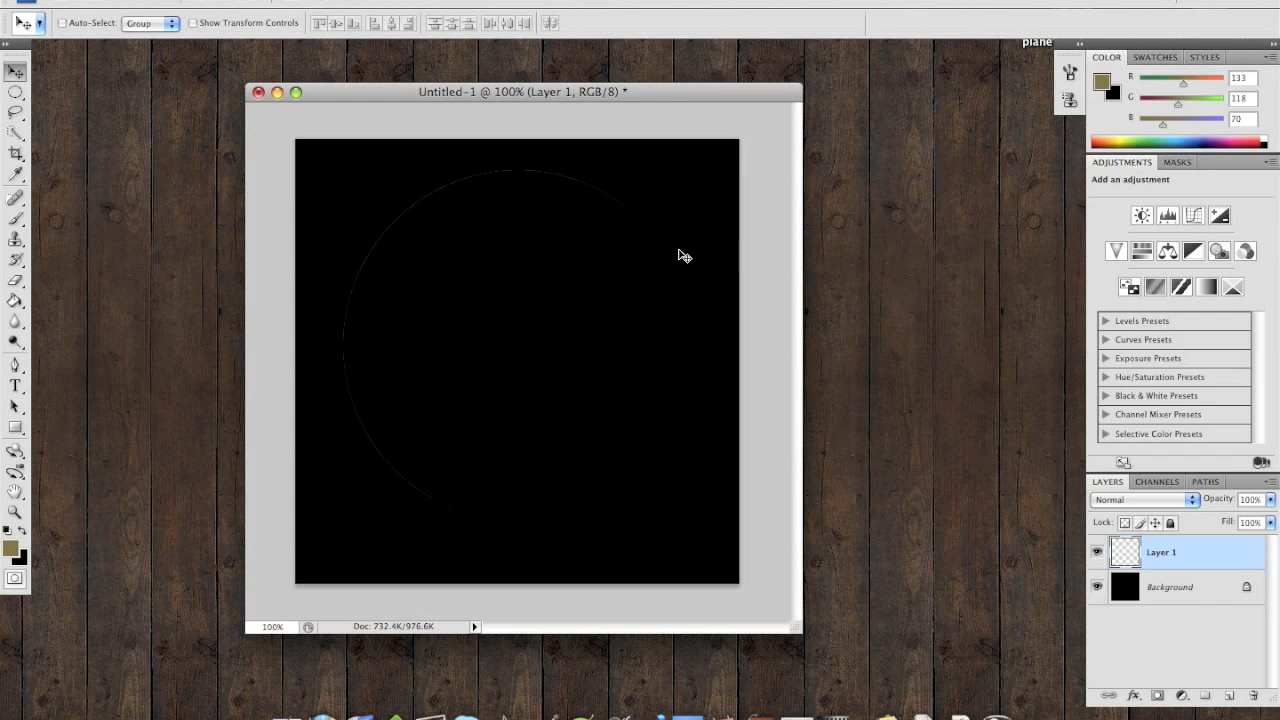 Auto-Select: Group Show Transform Controls
plane
Untitled-1 @ 100% (Layer 1, RGB/8) *
COLOR SWATCHES STYLES
R 133
G 118
B 70
ADJUSTMENTS MASKS
Add an adjustment
Levels Presets
Curves Presets
Exposure Presets
Hue/Saturation Presets
Black & White Presets
Channel Mixer Presets
Selective Color Presets
LAYERS CHANNELS PATHS
Normal Opacity: 100%
Lock: Fill: 100%
Layer 1
Background
100% Doc: 732.4K/976.6K